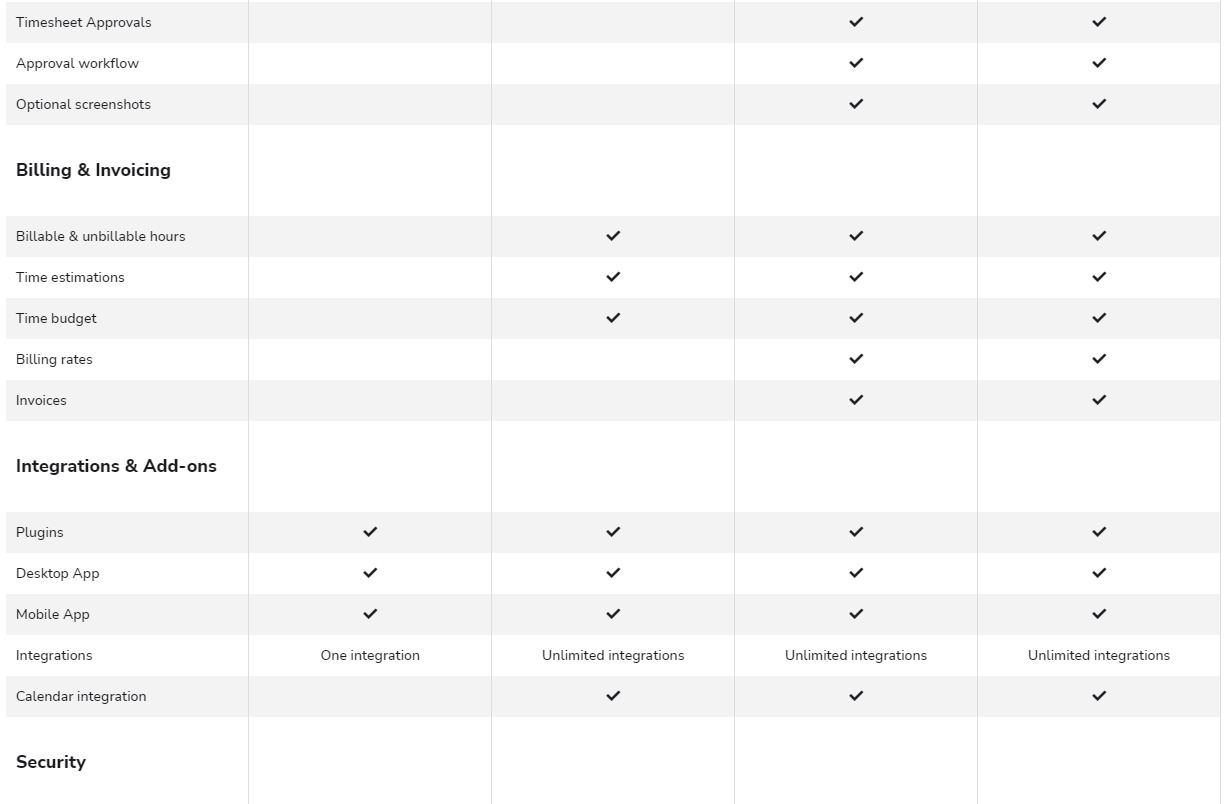 Timesheet Approvals ✓ ✓
Approval workflow ✓ ✓
Optional screenshots ✓ ✓
Billing & Invoicing
Billable & unbillable hours ✓ ✓ ✓
Time estimations ✓ ✓ ✓
Time budget ✓ ✓ ✓
Billing rates ✓ ✓
Invoices ✓ ✓
Integrations & Add-ons
Plugins ✓ ✓ ✓ ✓
Desktop App ✓ ✓ ✓ ✓
Mobile App ✓ ✓ ✓ ✓
Integrations One integration Unlimited integrations Unlimited integrations Unlimited integrations
Calendar integration ✓ ✓ ✓
Security